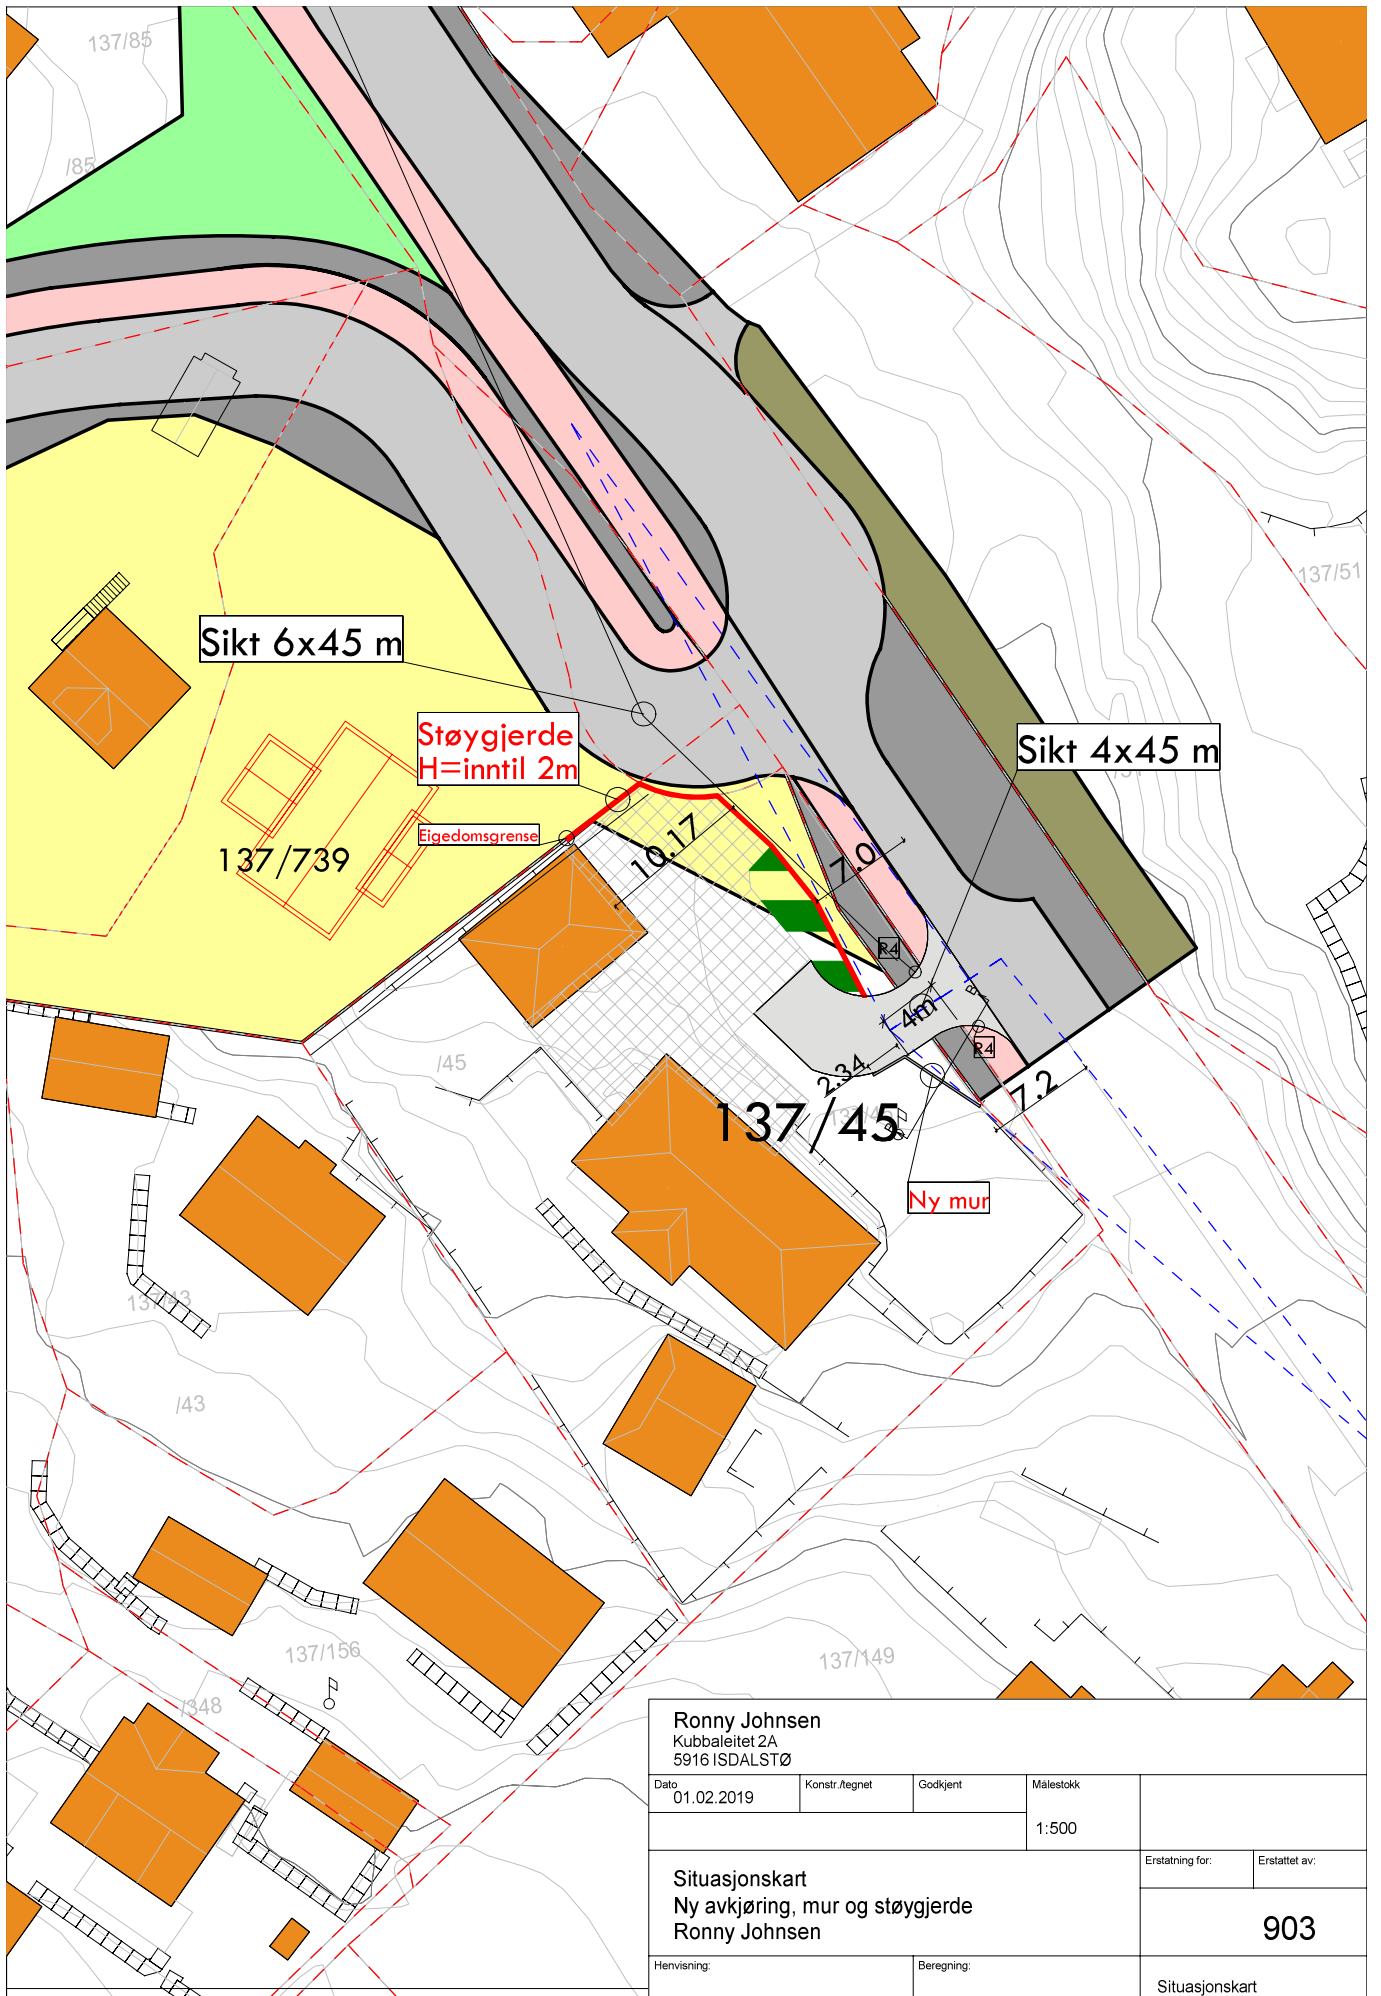 137/85
/85
137/51
Sikt 6x45 m
Støygjerde
H=inntil 2m
Sikt 4x45 m
Eigedomsgrense
10.17
7.0
137/739
R4
4m
R4
/45
2.34
7.2
137/45
Ny mur
137/43
/43
137/156
137/149
/348
Ronny Johnsen
Kubbaleitet 2A
5916 ISDALSTØ
Dato
Konstr./tegnet
Godkjent
Målestokk
01.02.2019
1:500
Erstatning for:
Erstattet av:
Situasjonskart
Ny avkjøring, mur og støygjerde
Ronny Johnsen
903
Henvisning:
Beregning:
Situasjonskart